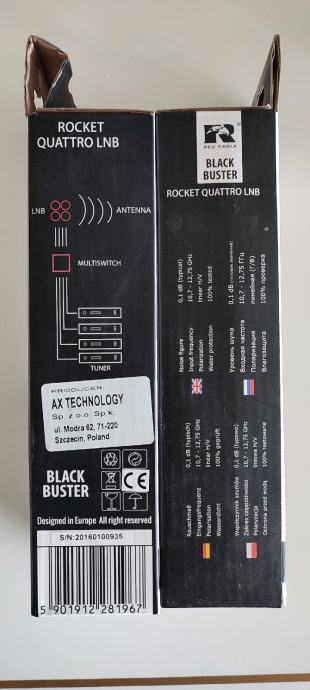 ROCKET
QUATTRO LNB
LNB
ANTENNA
MULTISWITCH
TUNER
PRODUCER
AX TECHNOLOGY
Sp. z o.o. Sp.k.
ul. Modra 62, 71-220
Szczecin, Poland
BLACK
BUSTER
CE
Designed in Europe All right reserved
S/N:20160100935
5 901912 281967
RED EAGLE
BLACK
BUSTER
ROCKET QUATTRO LNB
Noise figure 0,1 dB (typical)
Input frequency 10,7 - 12,75 GHz
Polarization linear H/V
Water protection 100% tested
Уровень шума 0,1 dB
Входная частота 10,7 - 12,75 ГГц
Поляризация линейная (Г/В)
Влагозащита 100% проверка
Rauschmaß 0,1 dB (typisch)
Eingangsfrequenz 10,7 - 12,75 GHz
Polarisation linear H/V
Wasserdicht 100% geprüft
Współczynnik szumów 0,1 dB (typowo)
Zakres częstotliwości 10,7 - 12,75 GHz
Polaryzacja liniowa H/V
Ochrona przed wodą 100% testowane